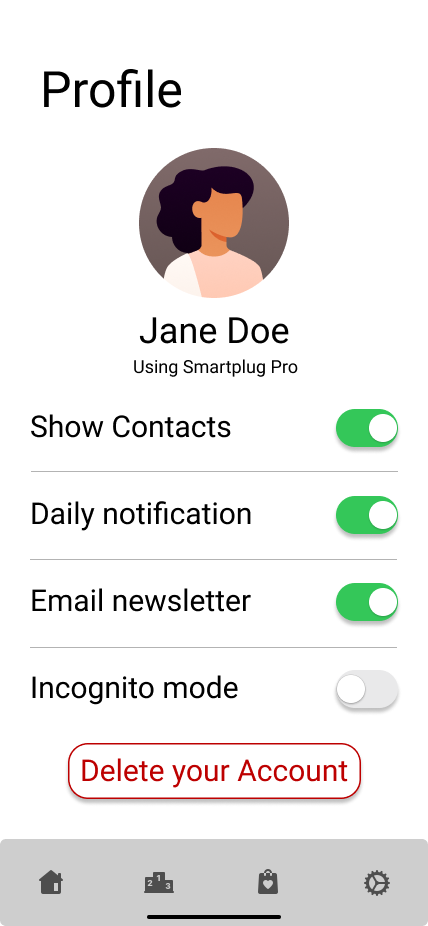 Profile
Jane Doe
Using Smartplug Pro
Show Contacts
Daily notification
Email newsletter
Incognito mode
Delete your Account
2 1 3